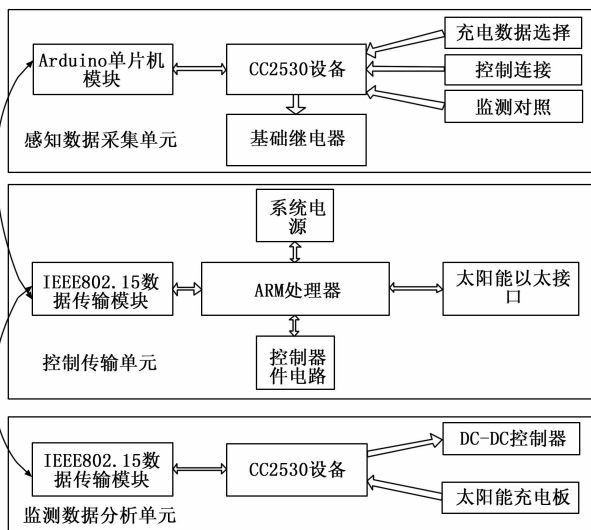 充电数据选择
Arduino单片机
模块
CC2530设备
控制连接
监测对照
基础继电器
感知数据采集单元
系统电
源
IEEE802.15数
据传输模块
ARM处理器
太阳能以太接
口
控制器
件电路
控制传输单元
DC-DC控制器
IEEE802.15数
据传输模块
CC2530设备
太阳能充电板
监测数据分析单元